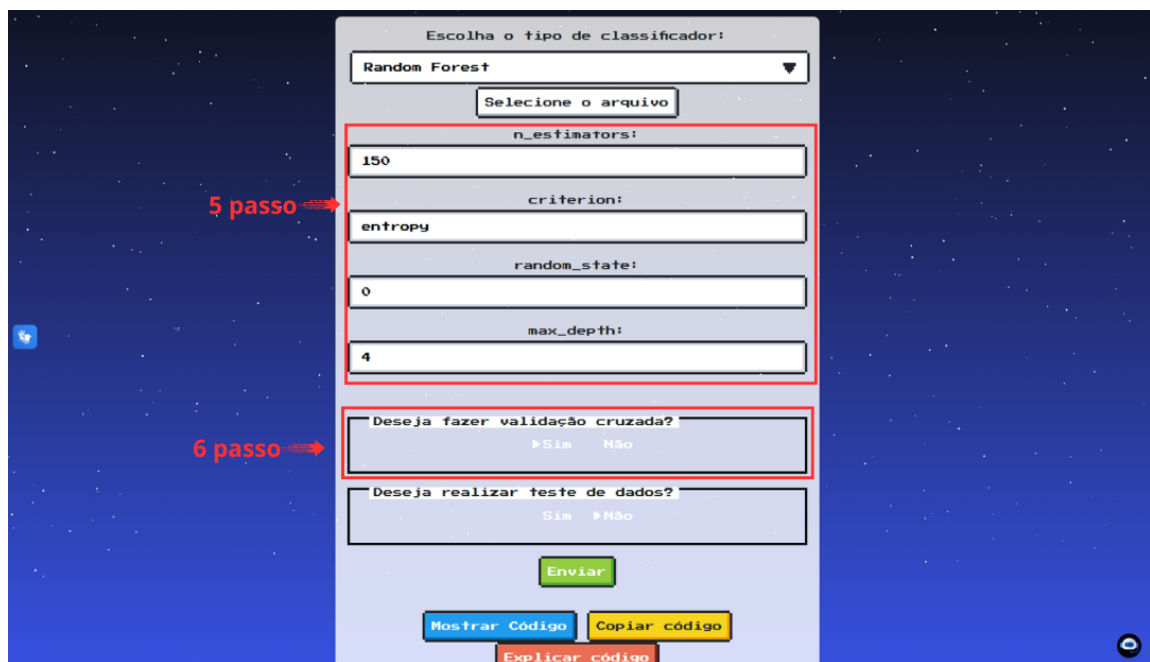 Escolha o tipo de classificador:
Random Forest
Selecione o arquivo
n_estimators:
150
5 passo
criterion:
entropy
random_state:
0
max_depth:
4
Deseja fazer validação cruzada?
6 passo
Sim Não
Deseja realizar teste de dados?
Sim Não
Enviar
Mostrar Código Copiar código
Explicar código